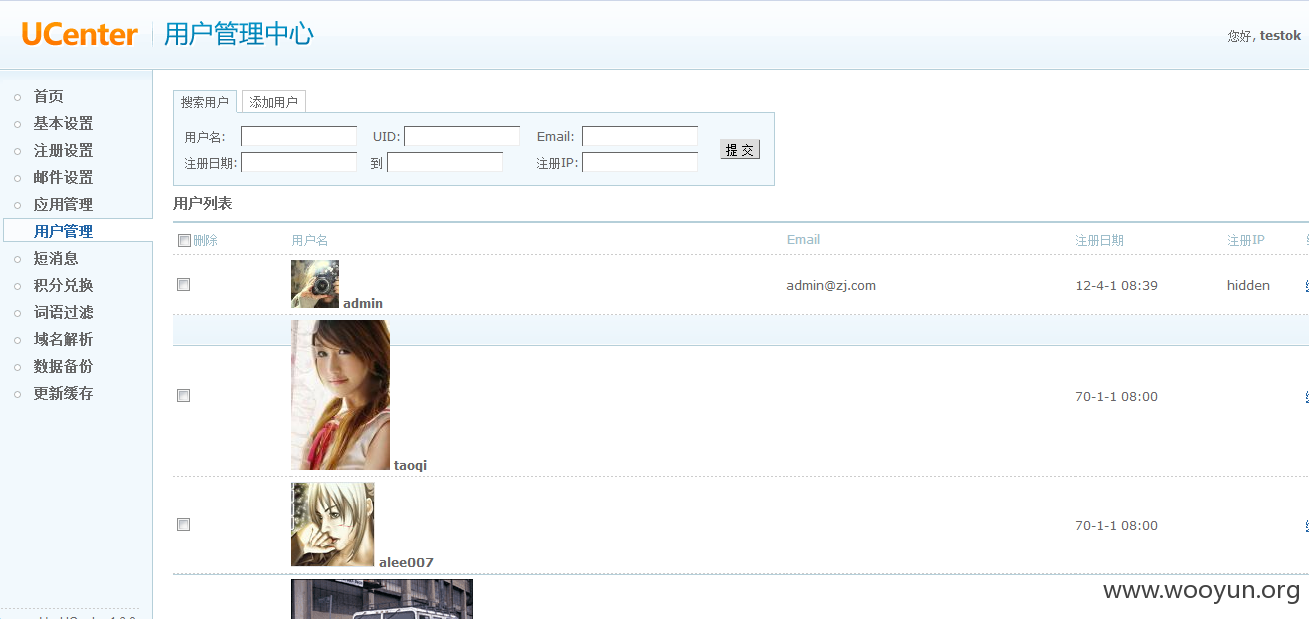 UCenter 用户管理中心
您好, testok
首页
基本设置
注册设置
邮件设置
应用管理
用户管理
短消息
积分兑换
词语过滤
域名解析
数据备份
更新缓存
搜索用户 添加用户
用户名: UID: Email:
提 交
注册日期: 到 注册IP:
用户列表
删除 用户名 Email 注册日期 注册IP
admin admin@zj.com 12-4-1 08:39 hidden
taoqi 70-1-1 08:00
alee007 70-1-1 08:00
www.wooyun.org